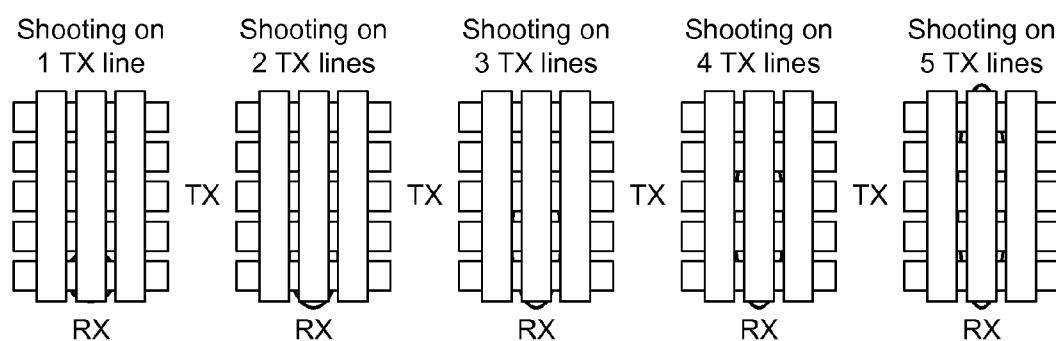 Shooting on
1 TX line
Shooting on
2 TX lines
Shooting on
3 TX lines
Shooting on
4 TX lines
Shooting on
5 TX lines
TX
TX
TX
TX
RX
RX
RX
RX
RX